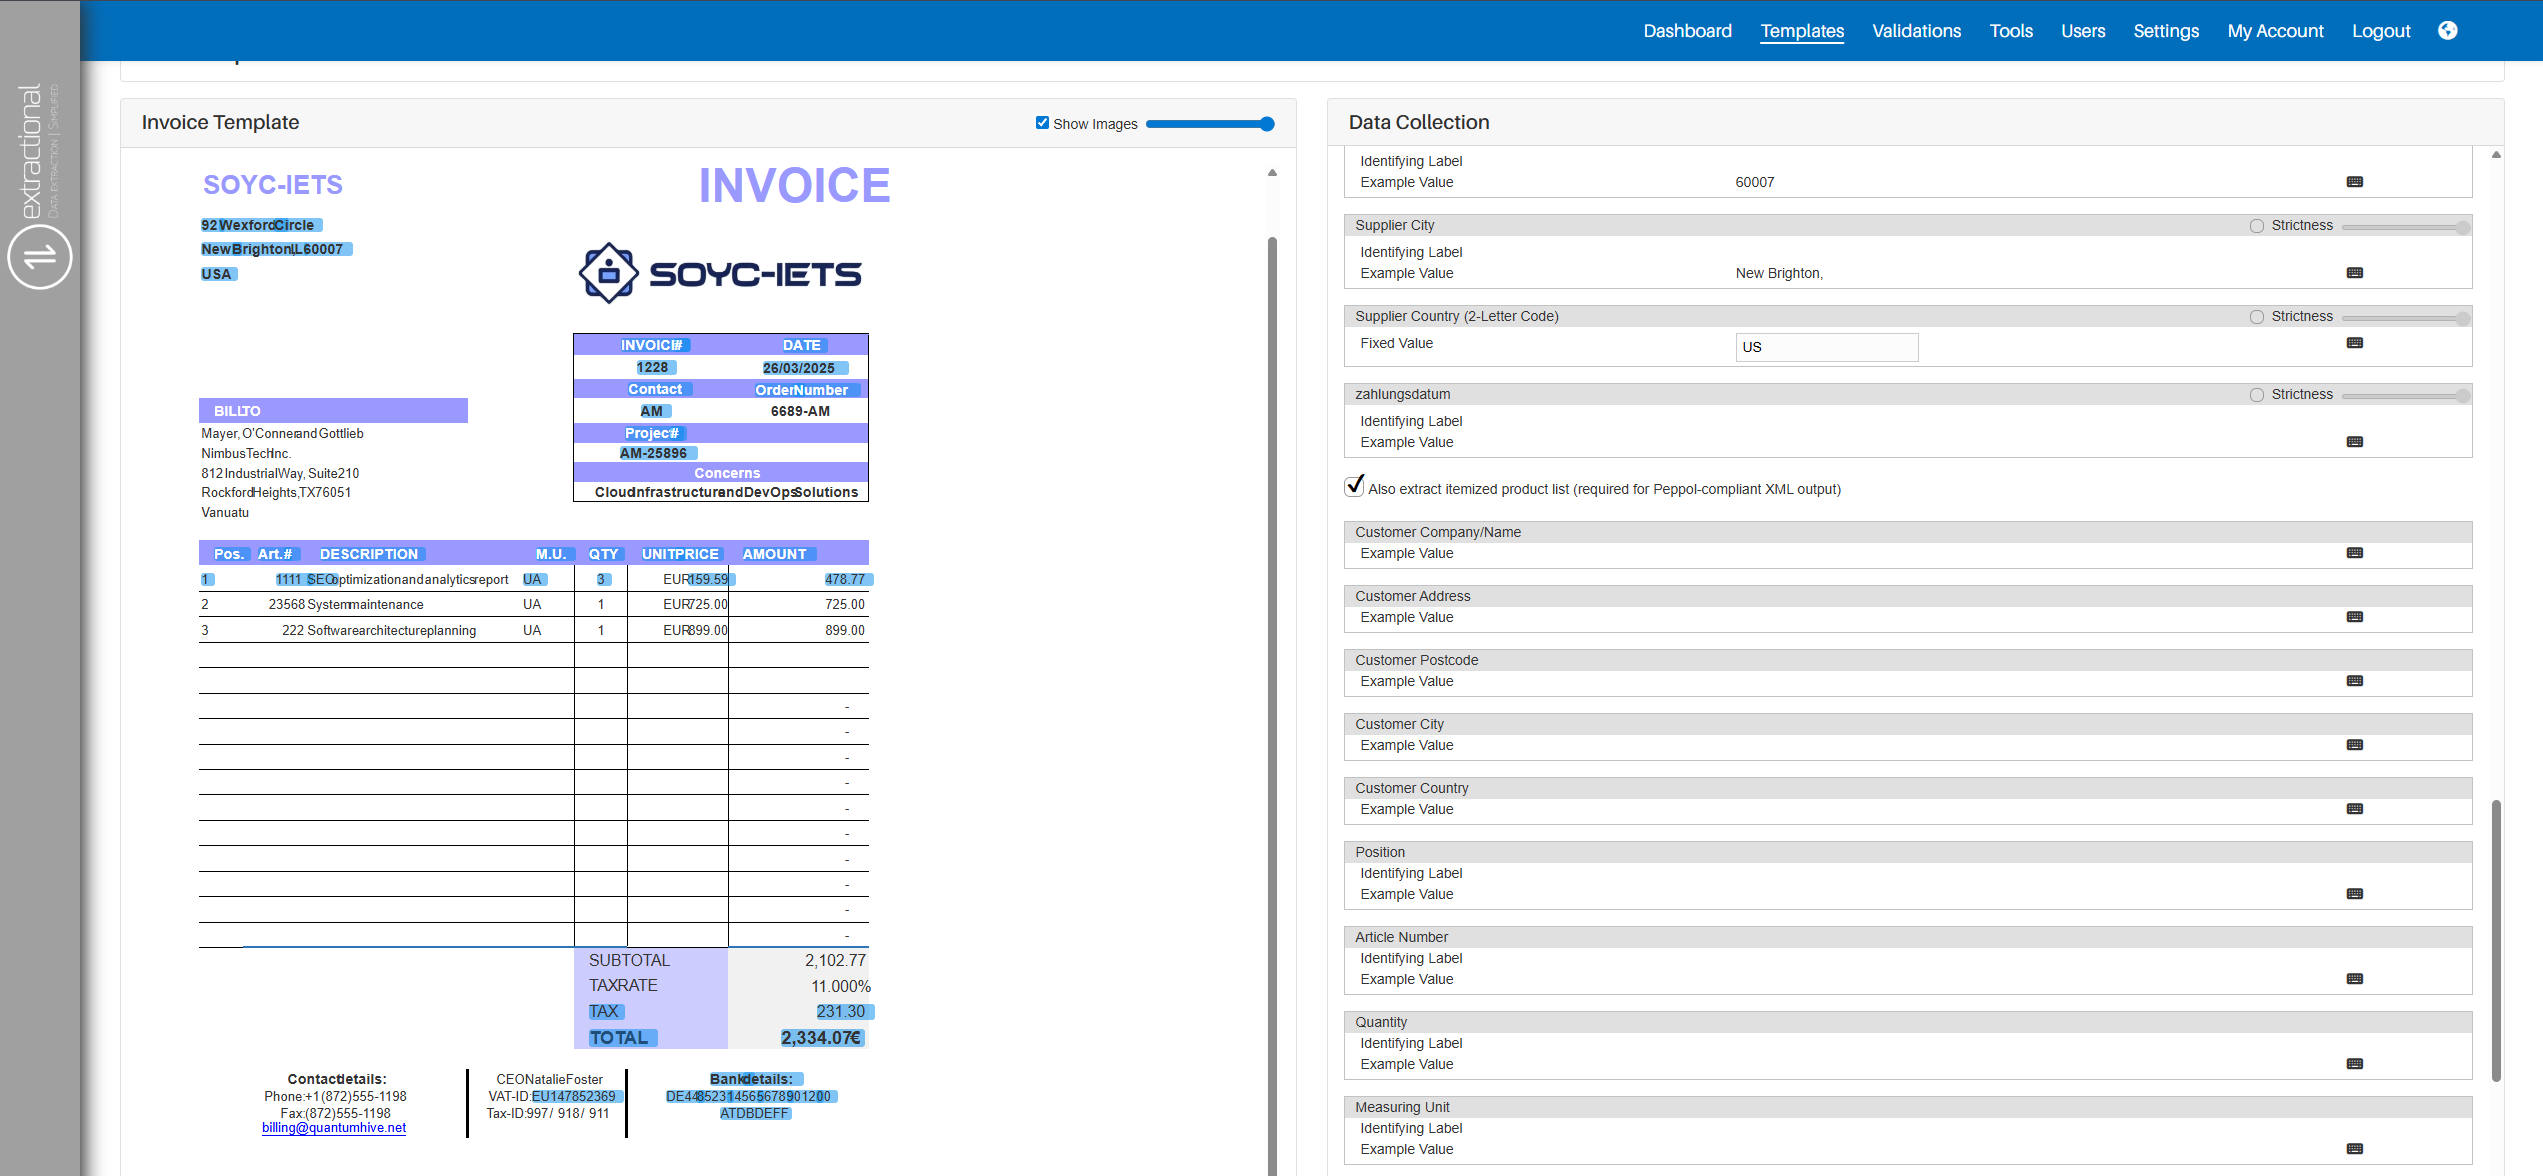 Dashboard Templates Validations Tools Users Settings My Account Logout
extractional
DATA EXTRACTION | SIMPLIFIED
Invoice Template
Show Images
SOYC-IETS
INVOICE
92 Wexford Circle
New Brighton,IL 60007
USA
SOYC-IETS
INVOICE# DATE
1228 26/03/2025
Contact OrderNumber
AM 6689-AM
Project#
AM-25896
Concerns
CloudInfrastructureandDevOpsSolutions
BILLTO
Mayer, O'ConnerandGottlieb
NimbusTechInc.
812IndustrialWay, Suite210
RockfordHeights,TX76051
Vanuatu
Pos. Art.# DESCRIPTION M.U. QTY UNITPRICE AMOUNT
1 1111 SEOoptimizationandanalyticsreport UA 3 EUR159.59 478.77
2 23568 Systemmaintenance UA 1 EUR725.00 725.00
3 222 Softwarearchitectureplanning UA 1 EUR899.00 899.00
-
-
-
-
-
-
-
-
-
-
SUBTOTAL 2,102.77
TAXRATE 11.000%
TAX 231.30
TOTAL 2,334.07€
Contactdetails:
Phone:+1(872)555-1198
Fax:(872)555-1198
billing@quantumhive.net
CEONatalieFoster
VAT-ID:EU147852369
Tax-ID:997/ 918/ 911
Bankdetails:
DE44852314565678901200
ATDBDEFF
Data Collection
Identifying Label
Example Value 60007
Supplier City Strictness
Identifying Label
Example Value New Brighton,
Supplier Country (2-Letter Code) Strictness
Fixed Value US
zahlungsdatum Strictness
Identifying Label
Example Value
Also extract itemized product list (required for Peppol-compliant XML output)
Customer Company/Name
Example Value
Customer Address
Example Value
Customer Postcode
Example Value
Customer City
Example Value
Customer Country
Example Value
Position
Identifying Label
Example Value
Article Number
Identifying Label
Example Value
Quantity
Identifying Label
Example Value
Measuring Unit
Identifying Label
Example Value